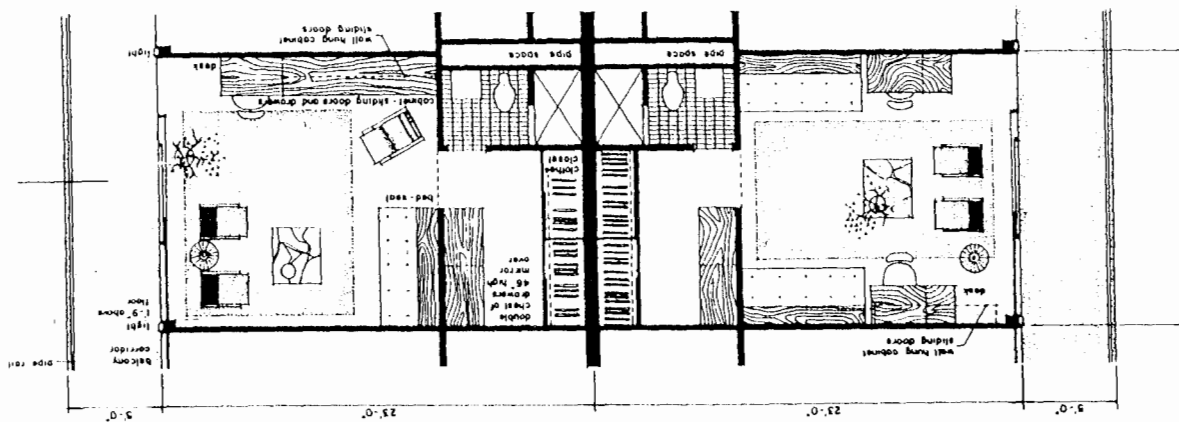 5'-0"
23'-0"
23'-0"
5'-0"
pipe rail
balcony
corridor
wall hung cabinet
sliding doors
light
1'-9" above
floor
desk
double
chest of
drawers
46" high
mirror
over
bed-seat
clothes
closet
cabinet - sliding doors and drawers
desk
pipe space
pipe space
light
wall hung cabinet
sliding doors